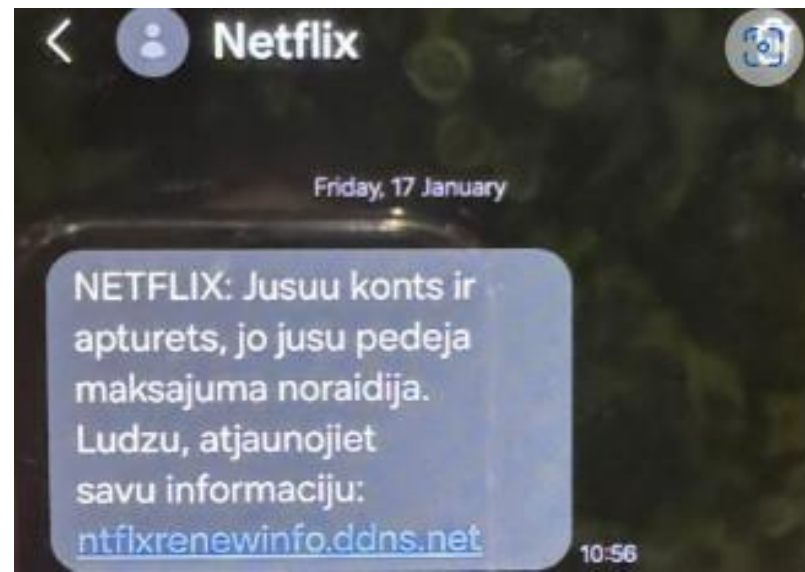 Netflix
Friday, 17 January
NETFLIX: Jusuu konts ir
apturets, jo jusu pedeja
maksajuma noraidija.
Ludzu, atjaunojiet
savu informaciju:
ntflxrenewinfo.ddns.net
10:56